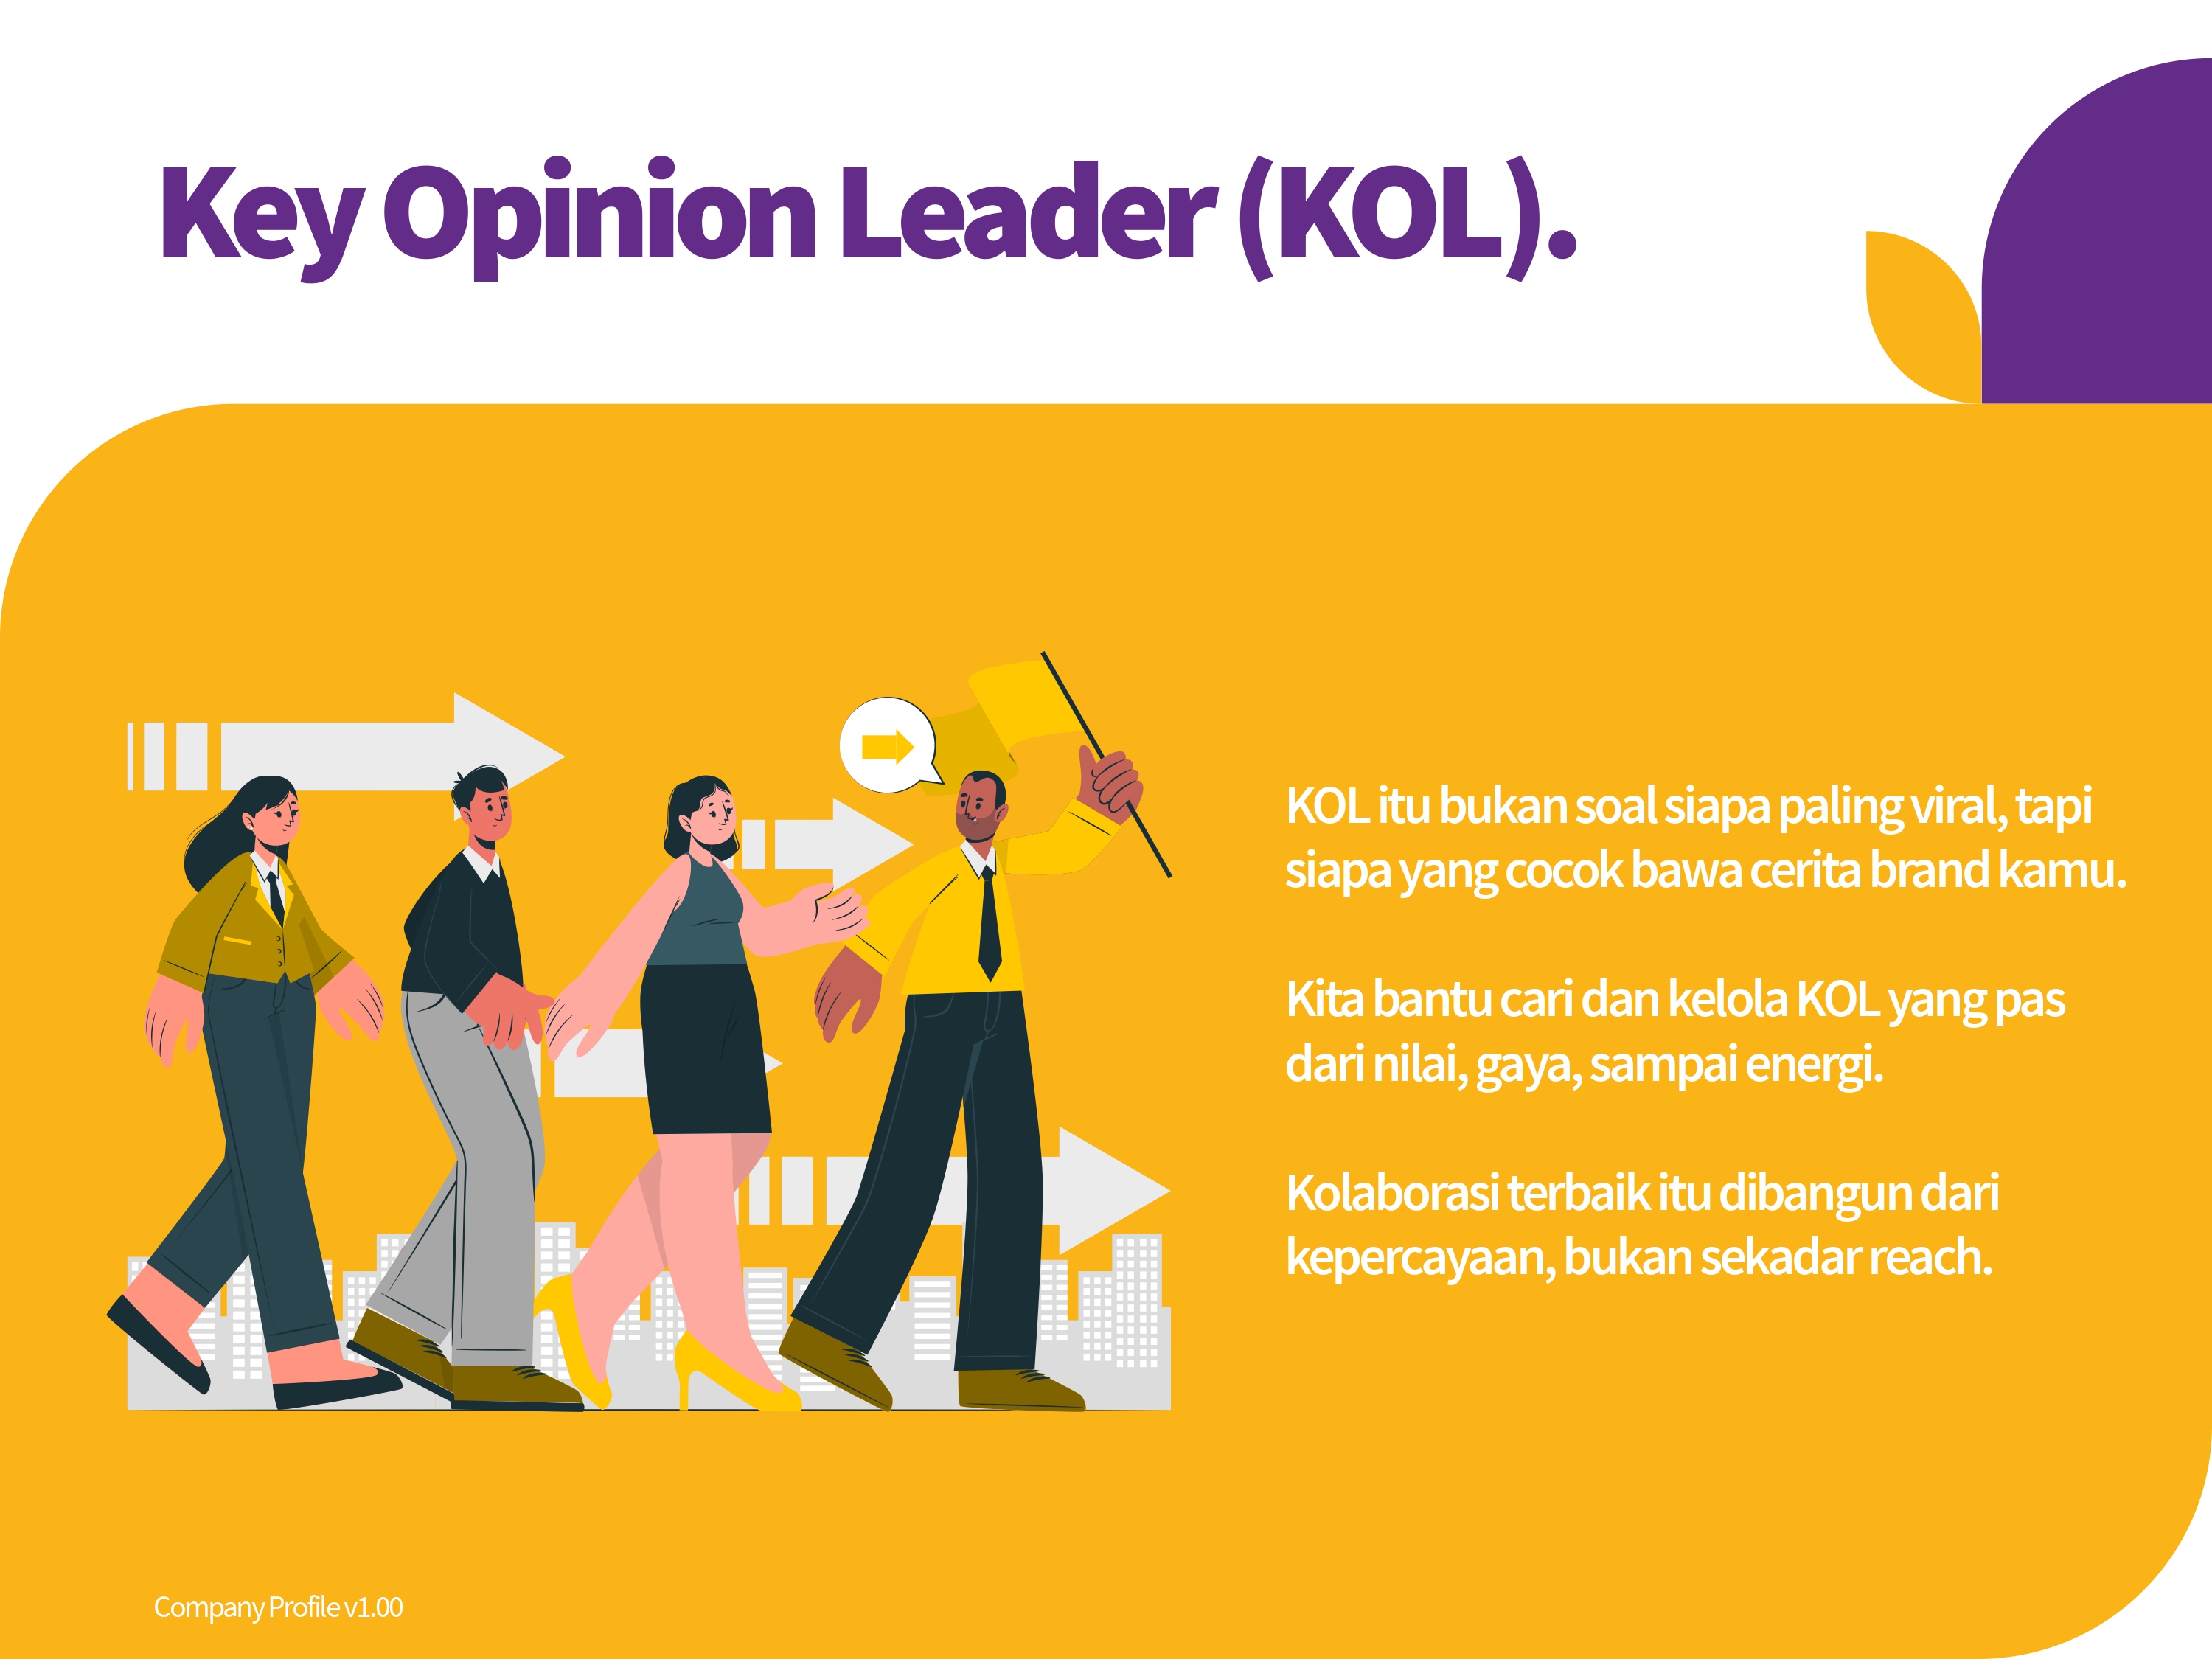 Key Opinion Leader (KOL).
KOL itu bukan soal siapa paling viral, tapi
siapa yang cocok bawa cerita brand kamu.
Kita bantu cari dan kelola KOL yang pas
dari nilai, gaya, sampai energi.
Kolaborasi terbaik itu dibangun dari
kepercayaan, bukan sekadar reach.
Company Profile v1.00